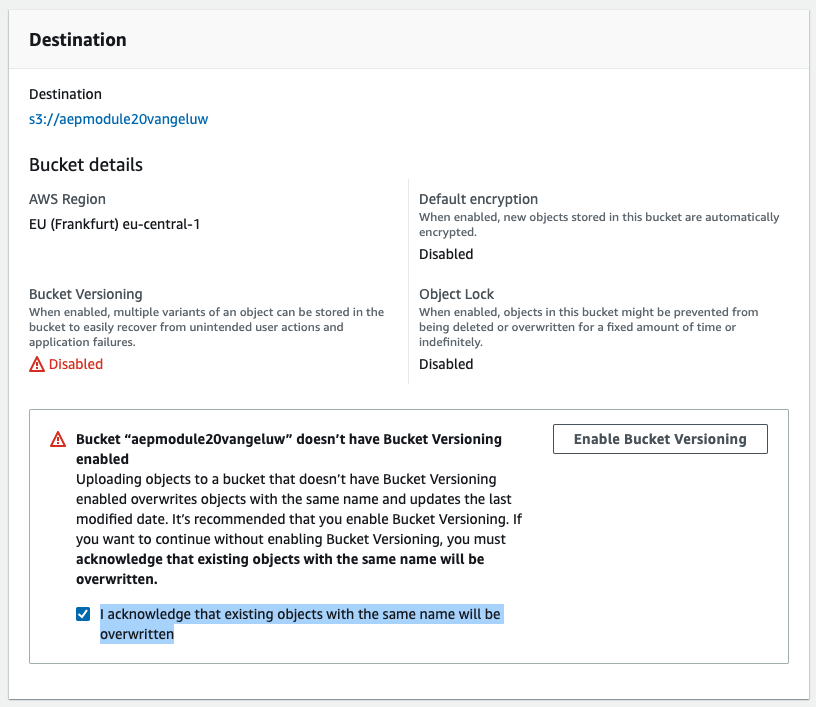 Destination
Destination
s3://aepmodule20vangeluw
Bucket details
AWS Region
EU (Frankfurt) eu-central-1
Default encryption
When enabled, new objects stored in this bucket are automatically
encrypted.
Disabled
Bucket Versioning
When enabled, multiple variants of an object can be stored in the
bucket to easily recover from unintended user actions and
application failures.
Disabled
Object Lock
When enabled, objects in this bucket might be prevented from
being deleted or overwritten for a fixed amount of time or
indefinitely.
Disabled
Bucket “aepmodule20vangeluw” doesn’t have Bucket Versioning
enabled
Uploading objects to a bucket that doesn’t have Bucket Versioning
enabled overwrites objects with the same name and updates the last
modified date. It’s recommended that you enable Bucket Versioning. If
you want to continue without enabling Bucket Versioning, you must
acknowledge that existing objects with the same name will be
overwritten.
Enable Bucket Versioning
I acknowledge that existing objects with the same name will be
overwritten